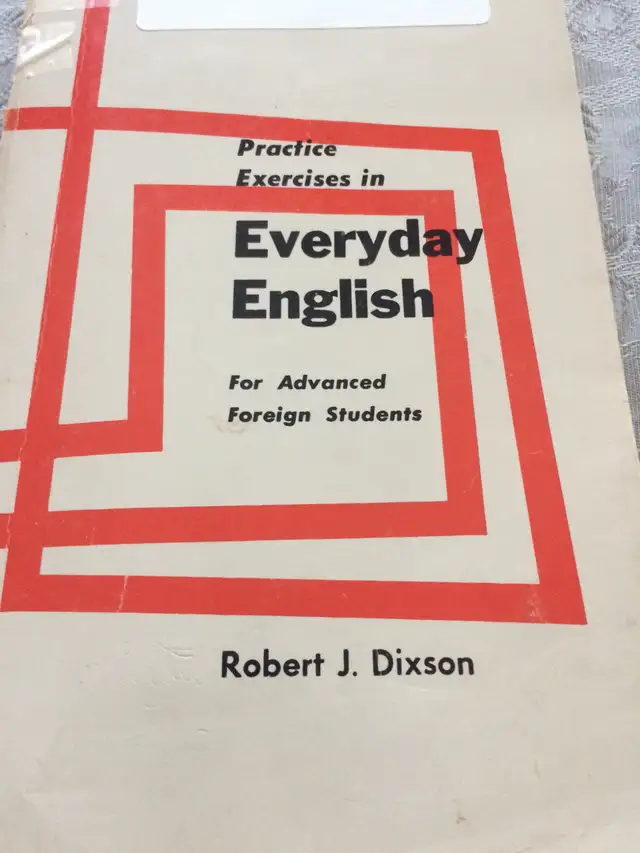 Practice
Exercises in
Everyday
English
For Advanced
Foreign Students
Robert J. Dixson